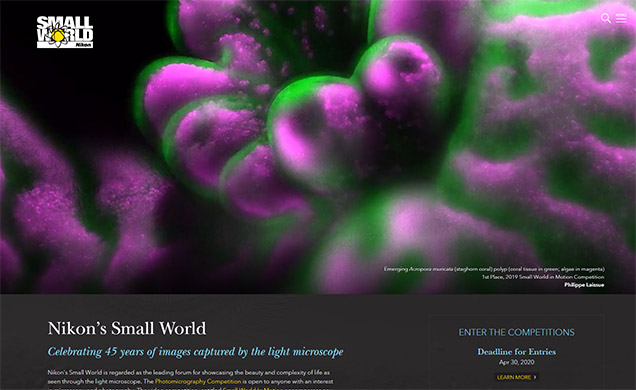 SMALL
WORLD
Nikon
Emerging Acropora muricata (staghorn coral) polyp (coral tissue in green; algae in magenta)
1st Place, 2019 Small World in Motion Competition
Philippe Laissue
Nikon's Small World
Celebrating 45 years of images captured by the light microscope
Nikon's Small World is regarded as the leading forum for showcasing the beauty and complexity of life as
seen through the light microscope. The Photomicrography Competition is open to anyone with an interest
ENTER THE COMPETITIONS
Deadline for Entries
Apr 30, 2020
LEARN MORE >